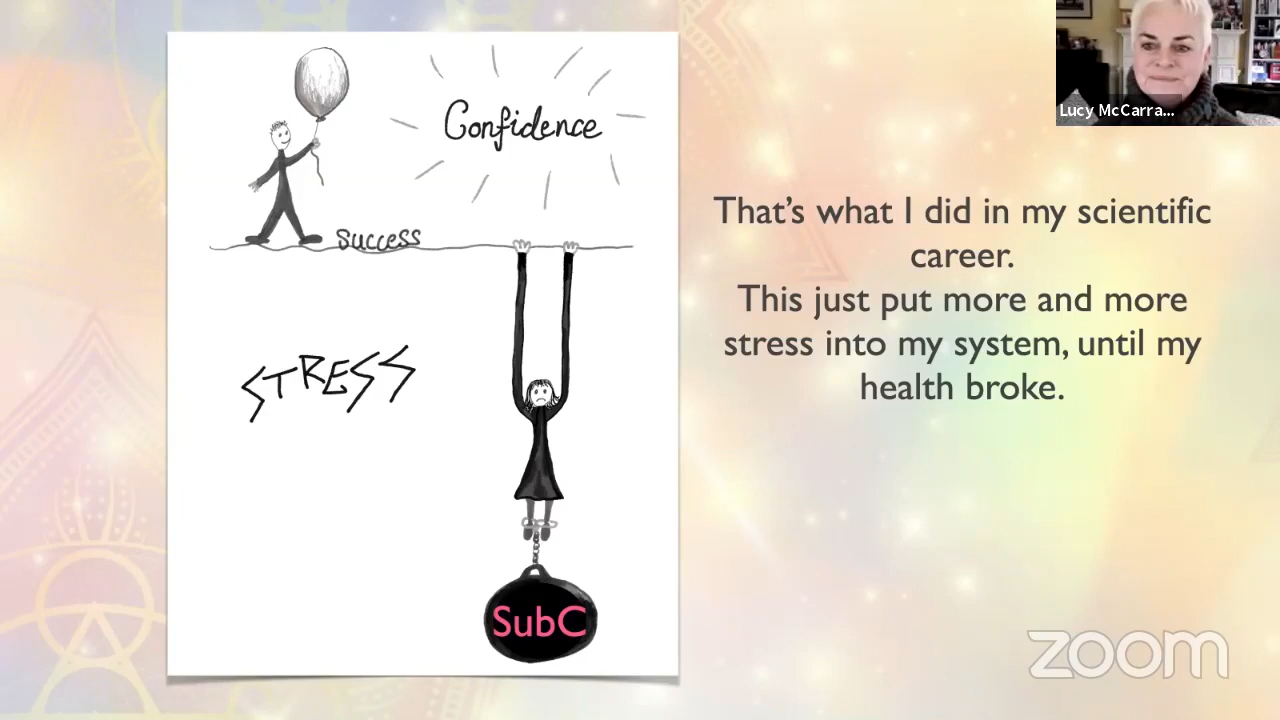 Confidence
success
STRESS
SubC
Lucy McCarra...
That’s what I did in my scientific
career.
This just put more and more
stress into my system, until my
health broke.
zoom